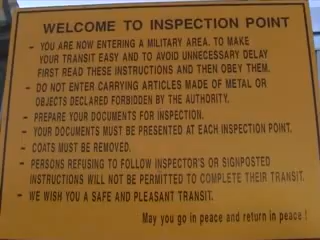 WELCOME TO INSPECTION POINT
- YOU ARE NOW ENTERING A MILITARY AREA. TO MAKE
YOUR TRANSIT EASY AND TO AVOID UNNECESSARY DELAY
FIRST READ THESE INSTRUCTIONS AND THEN OBEY THEM.
- DO NOT ENTER CARRYING ARTICLES MADE OF METAL OR
OBJECTS DECLARED FORBIDDEN BY THE AUTHORITY.
- PREPARE YOUR DOCUMENTS FOR INSPECTION.
- YOUR DOCUMENTS MUST BE PRESENTED AT EACH INSPECTION POINT.
- COATS MUST BE REMOVED.
- PERSONS REFUSING TO FOLLOW INSPECTOR'S OR SIGNPOSTED
INSTRUCTIONS WILL NOT BE PERMITTED TO COMPLETE THEIR TRANSIT.
- WE WISH YOU A SAFE AND PLEASANT TRANSIT.
May you go in peace and return in peace !